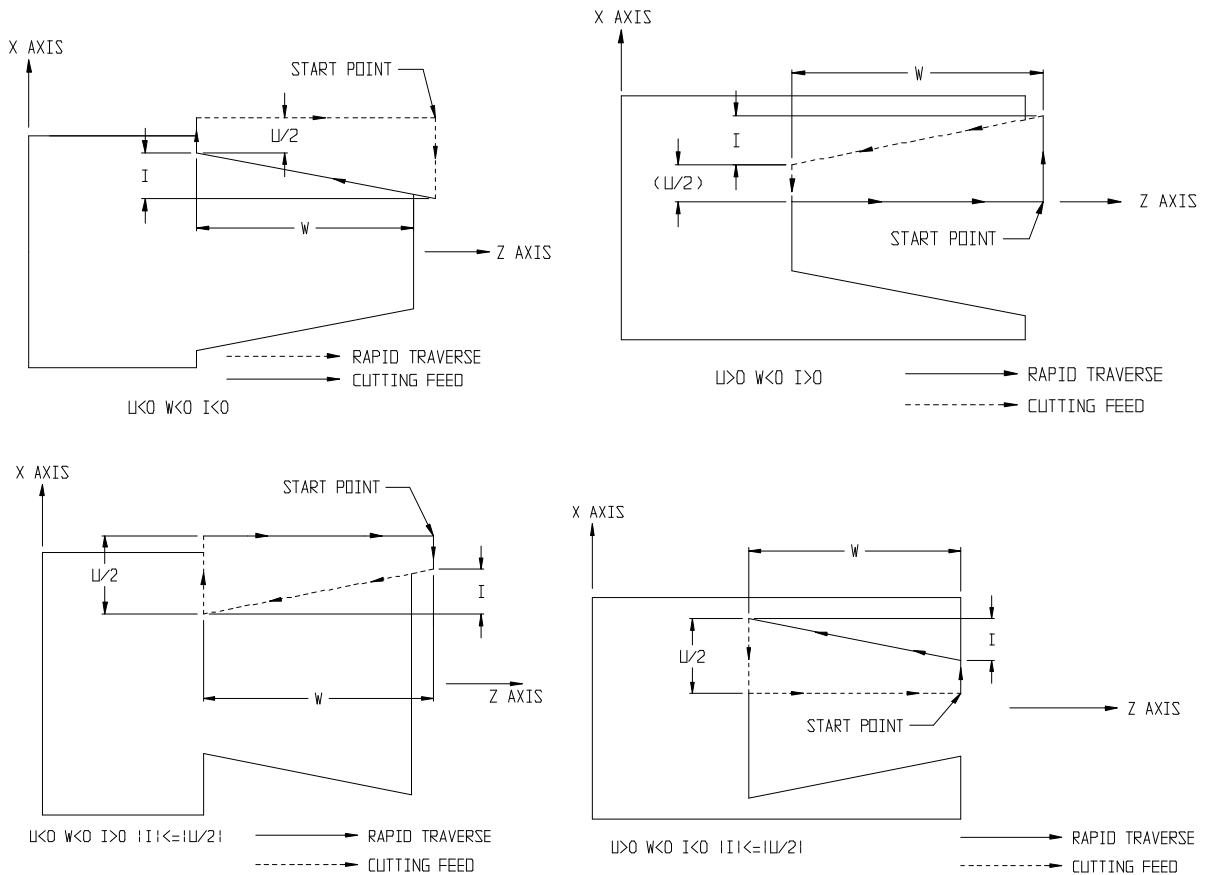 X AXIS
START POINT
U/2
I
W
Z AXIS
RAPID TRAVERSE
CUTTING FEED
U<0 W<0 I<0
X AXIS
W
I
(U/2)
Z AXIS
START POINT
U>0 W<0 I>0
RAPID TRAVERSE
CUTTING FEED
X AXIS
START POINT
U/2
I
W
Z AXIS
U<0 W<0 I>0 |I|<=|U/2|
RAPID TRAVERSE
CUTTING FEED
X AXIS
W
U/2
I
START POINT
Z AXIS
U>0 W<0 I<0 |I|<=|U/2|
RAPID TRAVERSE
CUTTING FEED